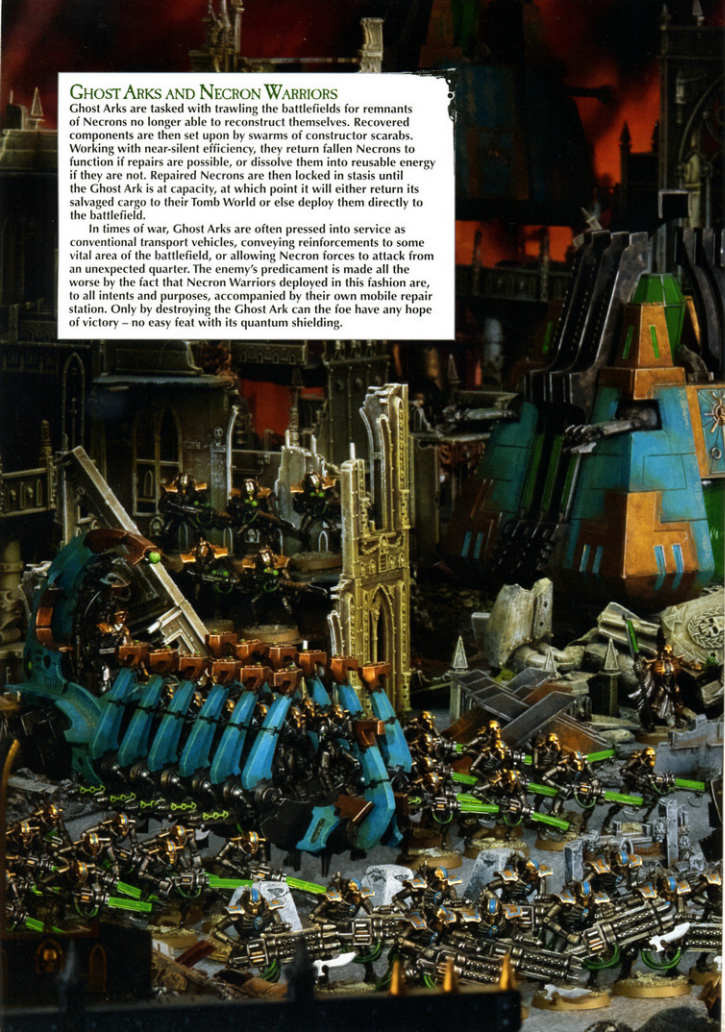 Ghost Arks and Necron Warriors
Ghost Arks are tasked with trawling the battlefields for remnants
of Necrons no longer able to reconstruct themselves. Recovered
components are then set upon by swarms of constructor scarabs.
Working with near-silent efficiency, they return fallen Necrons to
function if repairs are possible, or dissolve them into reusable energy
if they are not. Repaired Necrons are then locked in stasis until
the Ghost Ark is at capacity, at which point it will either return its
salvaged cargo to their Tomb World or else deploy them directly to
the battlefield.
In times of war, Ghost Arks are often pressed into service as
conventional transport vehicles, conveying reinforcements to some
vital area of the battlefield, or allowing Necron forces to attack from
an unexpected quarter. The enemy's predicament is made all the
worse by the fact that Necron Warriors deployed in this fashion are,
to all intents and purposes, accompanied by their own mobile repair
station. Only by destroying the Ghost Ark can the foe have any hope
of victory – no easy feat with its quantum shielding.